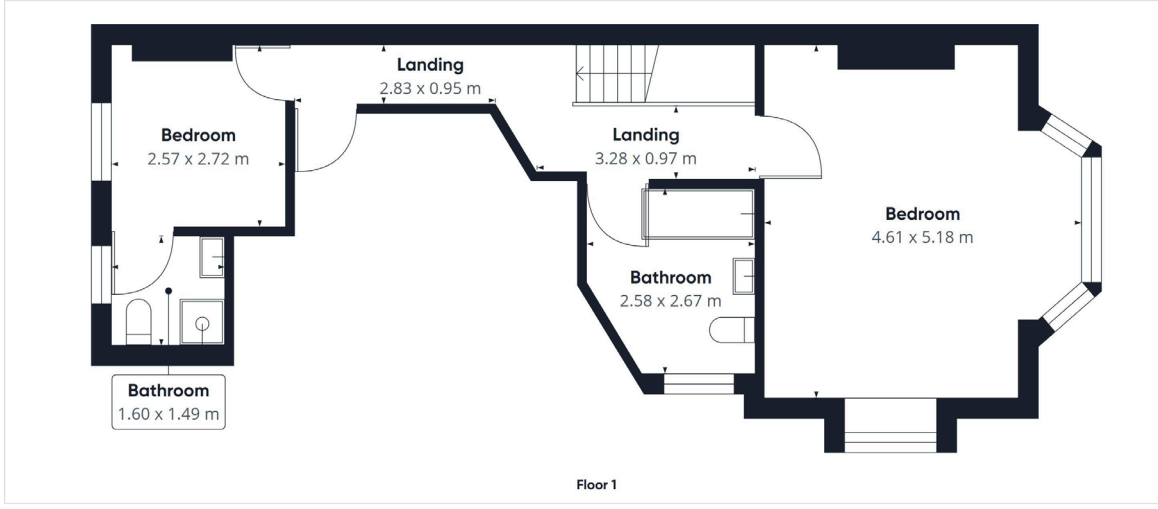 Landing
2.83 x 0.95 m
Bedroom
2.57 x 2.72 m
Landing
3.28 x 0.97 m
Bedroom
4.61 x 5.18 m
Bathroom
2.58 x 2.67 m
Bathroom
1.60 x 1.49 m
Floor 1